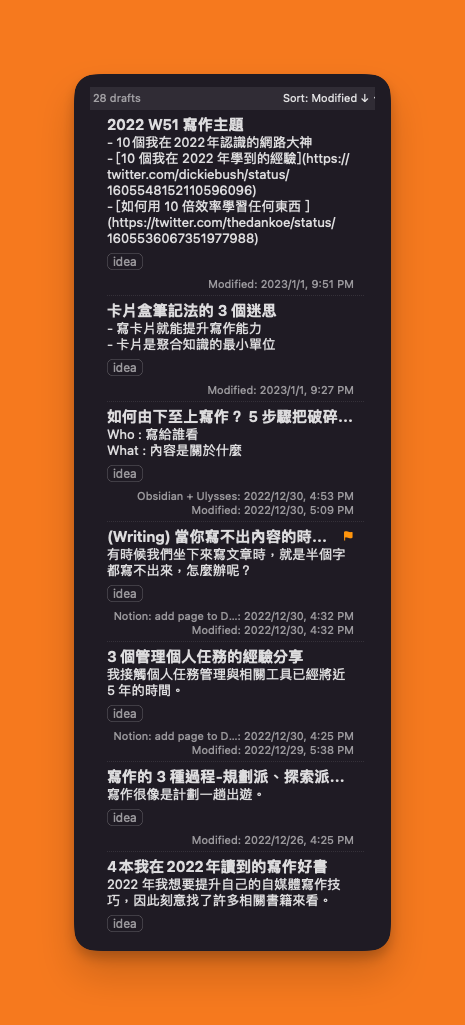 28 drafts
Sort: Modified ↓
2022 W51 寫作主題
- 10個我在2022年認識的網路大神
- [10 個我在 2022 年學到的經驗](https://
twitter.com/dickiebush/status/
1605548152110596096)
- [如何用 10 倍效率學習任何東西 ]
(https://twitter.com/thedankoe/status/
1605536067351977988)
idea
Modified: 2023/1/1, 9:51 PM
卡片盒筆記法的 3 個迷思
- 寫卡片就能提升寫作能力
- 卡片是聚合知識的最小單位
idea
Modified: 2023/1/1, 9:27 PM
如何由下至上寫作？ 5 步驟把破碎...
Who : 寫給誰看
What : 內容是關於什麼
idea
Obsidian + Ulysses: 2022/12/30, 4:53 PM
Modified: 2022/12/30, 5:09 PM
(Writing) 當你寫不出內容的時...
有時候我們坐下來寫文章時，就是半個字
都寫不出來，怎麼辦呢？
idea
Notion: add page to D...: 2022/12/30, 4:32 PM
Modified: 2022/12/30, 4:32 PM
3 個管理個人任務的經驗分享
我接觸個人任務管理與相關工具已經將近
5 年的時間。
idea
Notion: add page to D...: 2022/12/30, 4:25 PM
Modified: 2022/12/29, 5:38 PM
寫作的 3 種過程-規劃派、探索派...
寫作很像是計劃一趟出遊。
idea
Modified: 2022/12/26, 4:25 PM
4本我在2022年讀到的寫作好書
2022 年我想要提升自己的自媒體寫作技
巧，因此刻意找了許多相關書籍來看。
idea